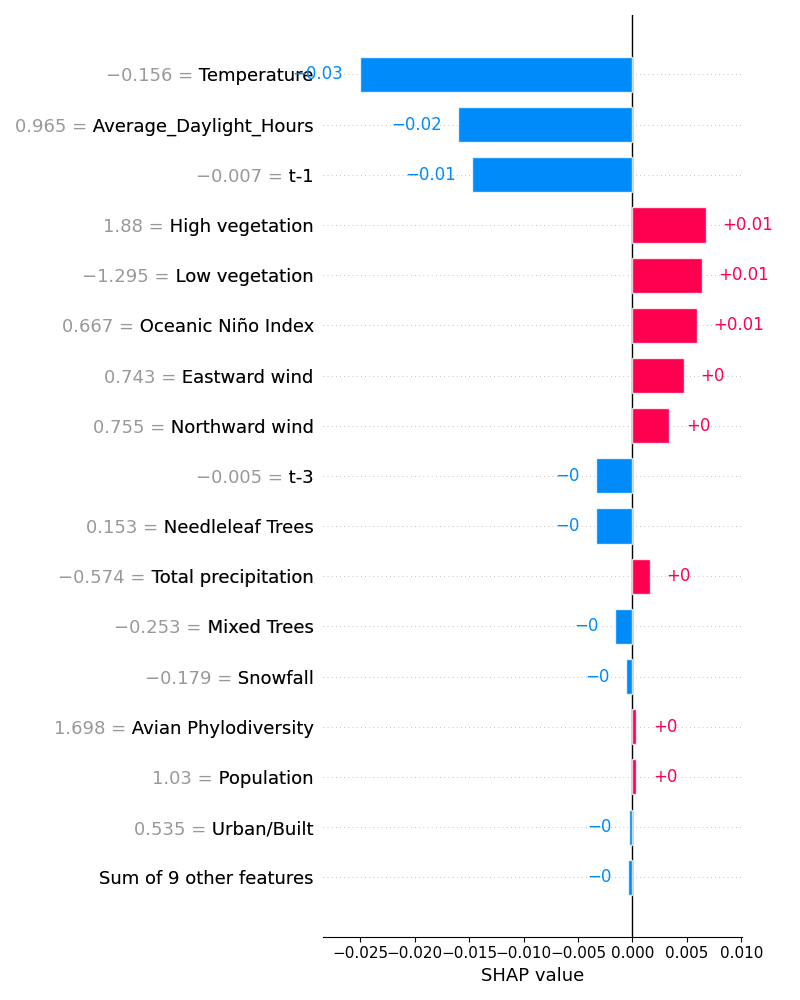 −0.156 = Temperature −0.03
0.965 = Average_Daylight_Hours −0.02
−0.007 = t-1 −0.01
1.88 = High vegetation +0.01
−1.295 = Low vegetation +0.01
0.667 = Oceanic Niño Index +0.01
0.743 = Eastward wind +0
0.755 = Northward wind +0
−0.005 = t-3 −0
0.153 = Needleleaf Trees −0
−0.574 = Total precipitation +0
−0.253 = Mixed Trees −0
−0.179 = Snowfall −0
1.698 = Avian Phylodiversity +0
1.03 = Population +0
0.535 = Urban/Built −0
Sum of 9 other features −0
−0.025 −0.020 −0.015 −0.010 −0.005 0.000 0.005 0.010
SHAP value